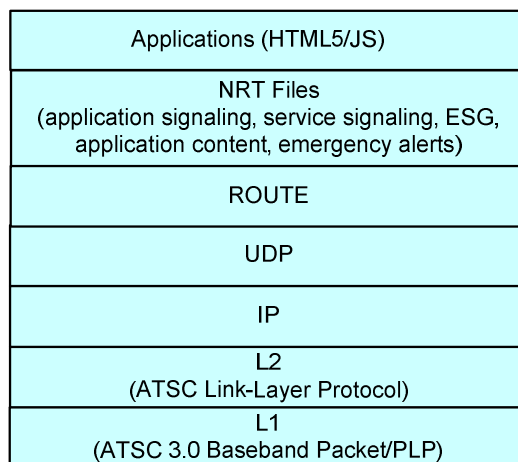 Applications (HTML5/JS)
NRT Files
(application signaling, service signaling, ESG,
application content, emergency alerts)
ROUTE
UDP
IP
L2
(ATSC Link-Layer Protocol)
L1
(ATSC 3.0 Baseband Packet/PLP)